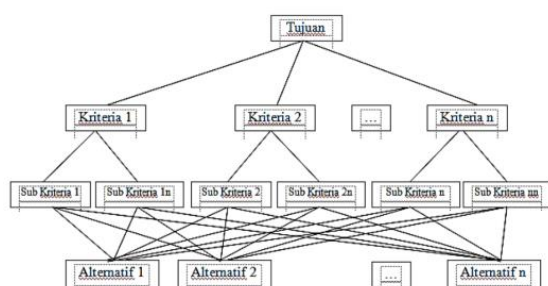 Tujuan
Kriteria 1
Kriteria 2
...
Kriteria n
Sub Kriteria 1
Sub Kriteria 1n
Sub Kriteria 2
Sub Kriteria 2n
Sub Kriteria n
Sub Kriteria nn
Alternatif 1
Alternatif 2
...
Alternatif n